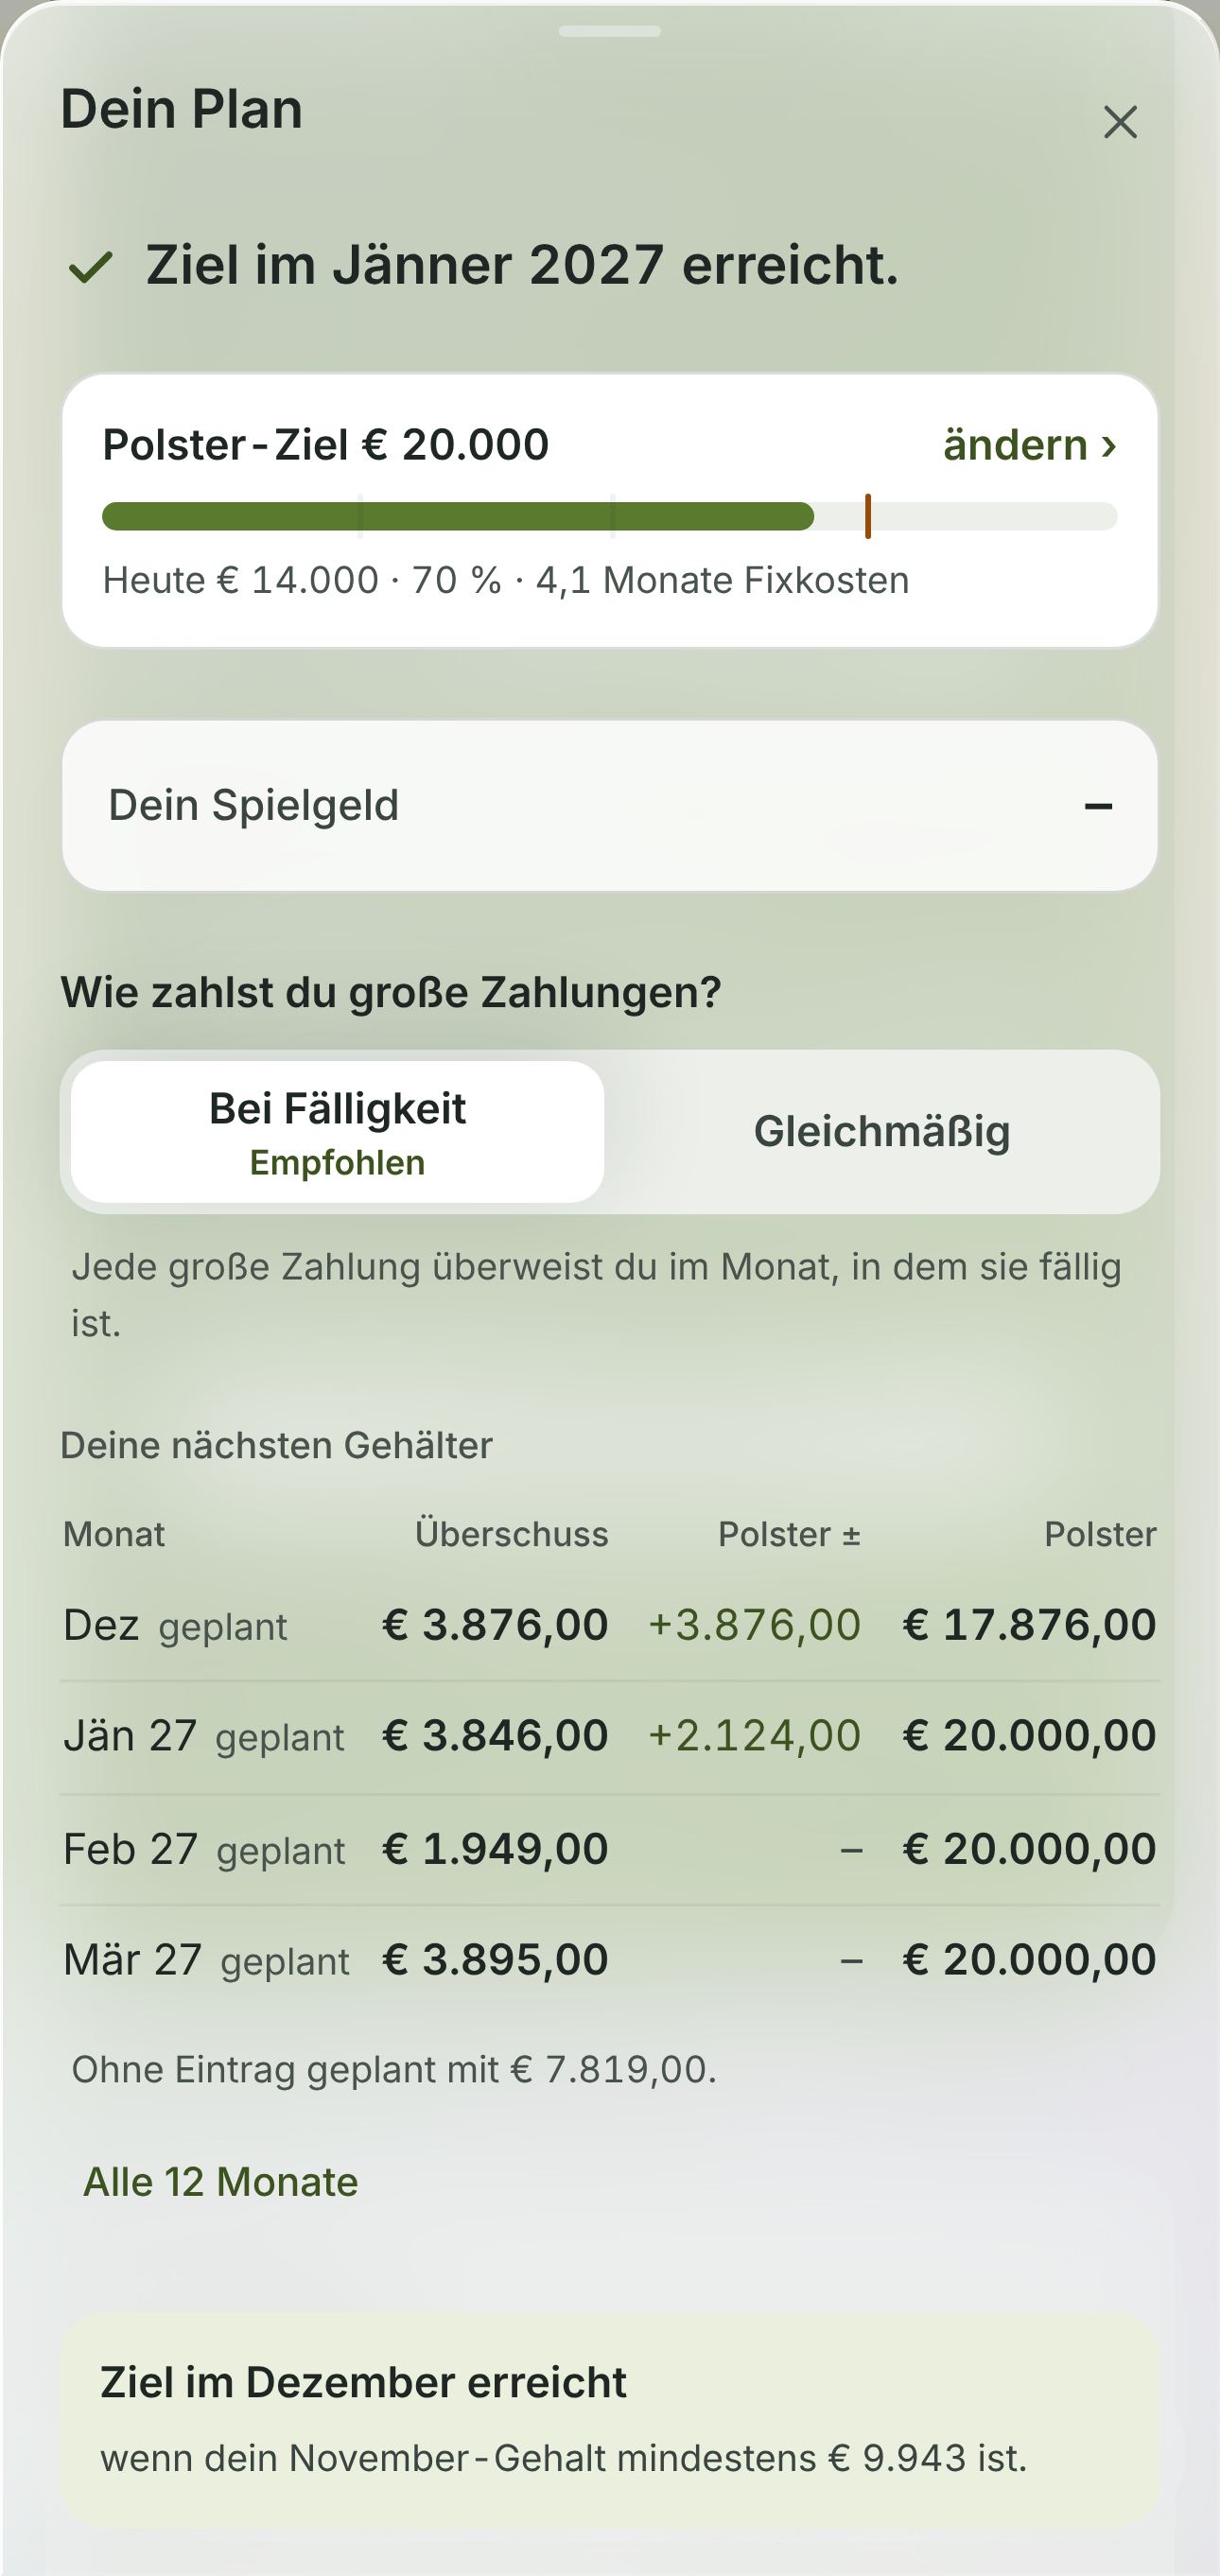 Dein Plan
Ziel im Jänner 2027 erreicht.
Polster-Ziel € 20.000 ändern ›
Heute € 14.000 · 70 % · 4,1 Monate Fixkosten
Dein Spielgeld –
Wie zahlst du große Zahlungen?
Bei Fälligkeit
Empfohlen
Gleichmäßig
Jede große Zahlung überweist du im Monat, in dem sie fällig
ist.
Deine nächsten Gehälter
Monat Überschuss Polster ± Polster
Dez geplant € 3.876,00 +3.876,00 € 17.876,00
Jän 27 geplant € 3.846,00 +2.124,00 € 20.000,00
Feb 27 geplant € 1.949,00 – € 20.000,00
Mär 27 geplant € 3.895,00 – € 20.000,00
Ohne Eintrag geplant mit € 7.819,00.
Alle 12 Monate
Ziel im Dezember erreicht
wenn dein November-Gehalt mindestens € 9.943 ist.